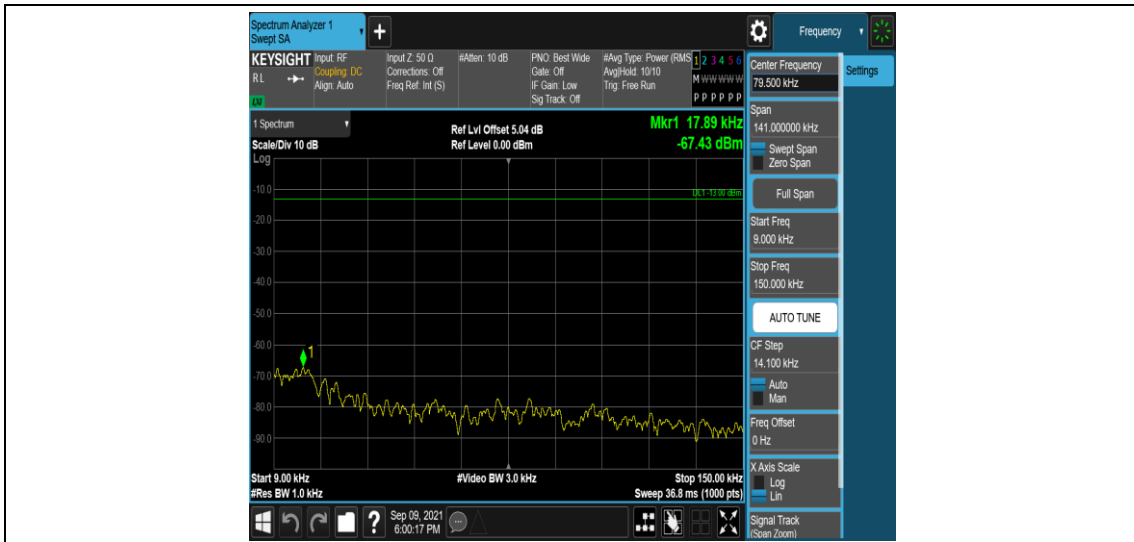 Spectrum Analyzer 1
Swept SA
+
Frequency
KEYSIGHT
RL
LXI
Input: RF
Coupling: DC
Align: Auto
Input Z: 50 Ω
Corrections: Off
Freq Ref: Int (S)
#Atten: 10 dB
PNO: Best Wide
Gate: Off
IF Gain: Low
Sig Track: Off
#Avg Type: Power (RMS
Avg|Hold: 10/10
Trig: Free Run
1 2 3 4 5 6
M W W W W W
P P P P P P
1 Spectrum
Scale/Div 10 dB
Log
Ref Lvl Offset 5.04 dB
Ref Level 0.00 dBm
Mkr1 17.89 kHz
-67.43 dBm
DL1 -13.00 dBm
-10.0
-20.0
-30.0
-40.0
-50.0
-60.0
1
-70.0
-80.0
-90.0
Start 9.00 kHz
#Video BW 3.0 kHz
Stop 150.00 kHz
#Res BW 1.0 kHz
Sweep 36.8 ms (1000 pts)
Center Frequency
79.500 kHz
Settings
Span
141.000000 kHz
Swept Span
Zero Span
Full Span
Start Freq
9.000 kHz
Stop Freq
150.000 kHz
AUTO TUNE
CF Step
14.100 kHz
Auto
Man
Freq Offset
0 Hz
X Axis Scale
Log
Lin
Signal Track
(Span Zoom)
?
Sep 09, 2021
6:00:17 PM